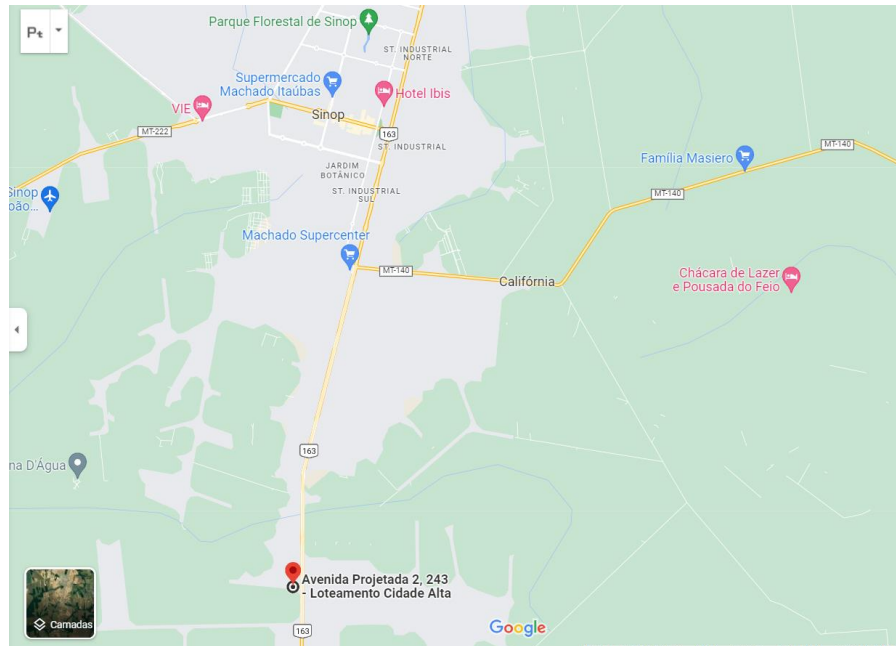 Parque Florestal de Sinop
Pt
ST. INDUSTRIAL
NORTE
Supermercado
Machado Itaúbas
Hotel Ibis
VIE
Sinop
MT-222
163
ST. INDUSTRIAL
MT-140
Família Masiero
JARDIM
BOTÂNICO
ST. INDUSTRIAL
SUL
MT-140
Sinop
oão...
Machado Supercenter
MT-140
Califórnia
Chácara de Lazer
e Pousada do Feio
163
na D'Água
Avenida Projetada 2, 243
- Loteamento Cidade Alta
Camadas
Google
163